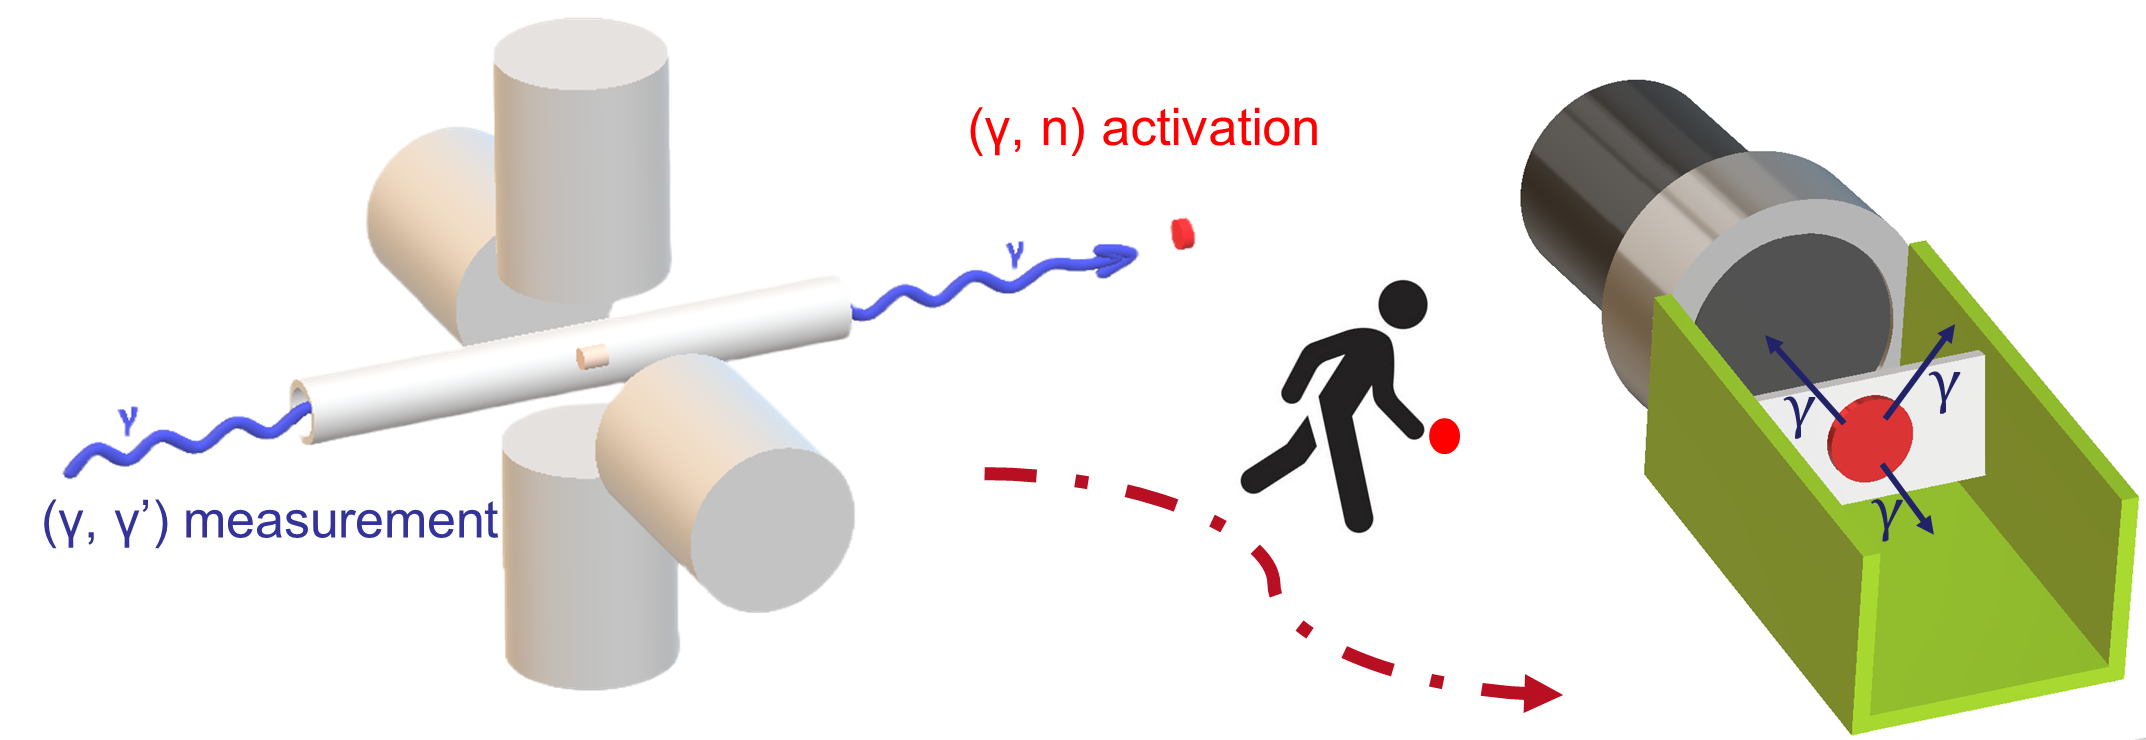 (γ, n) activation
γ
γ
(γ, γ’) measurement
γ
γ
γ